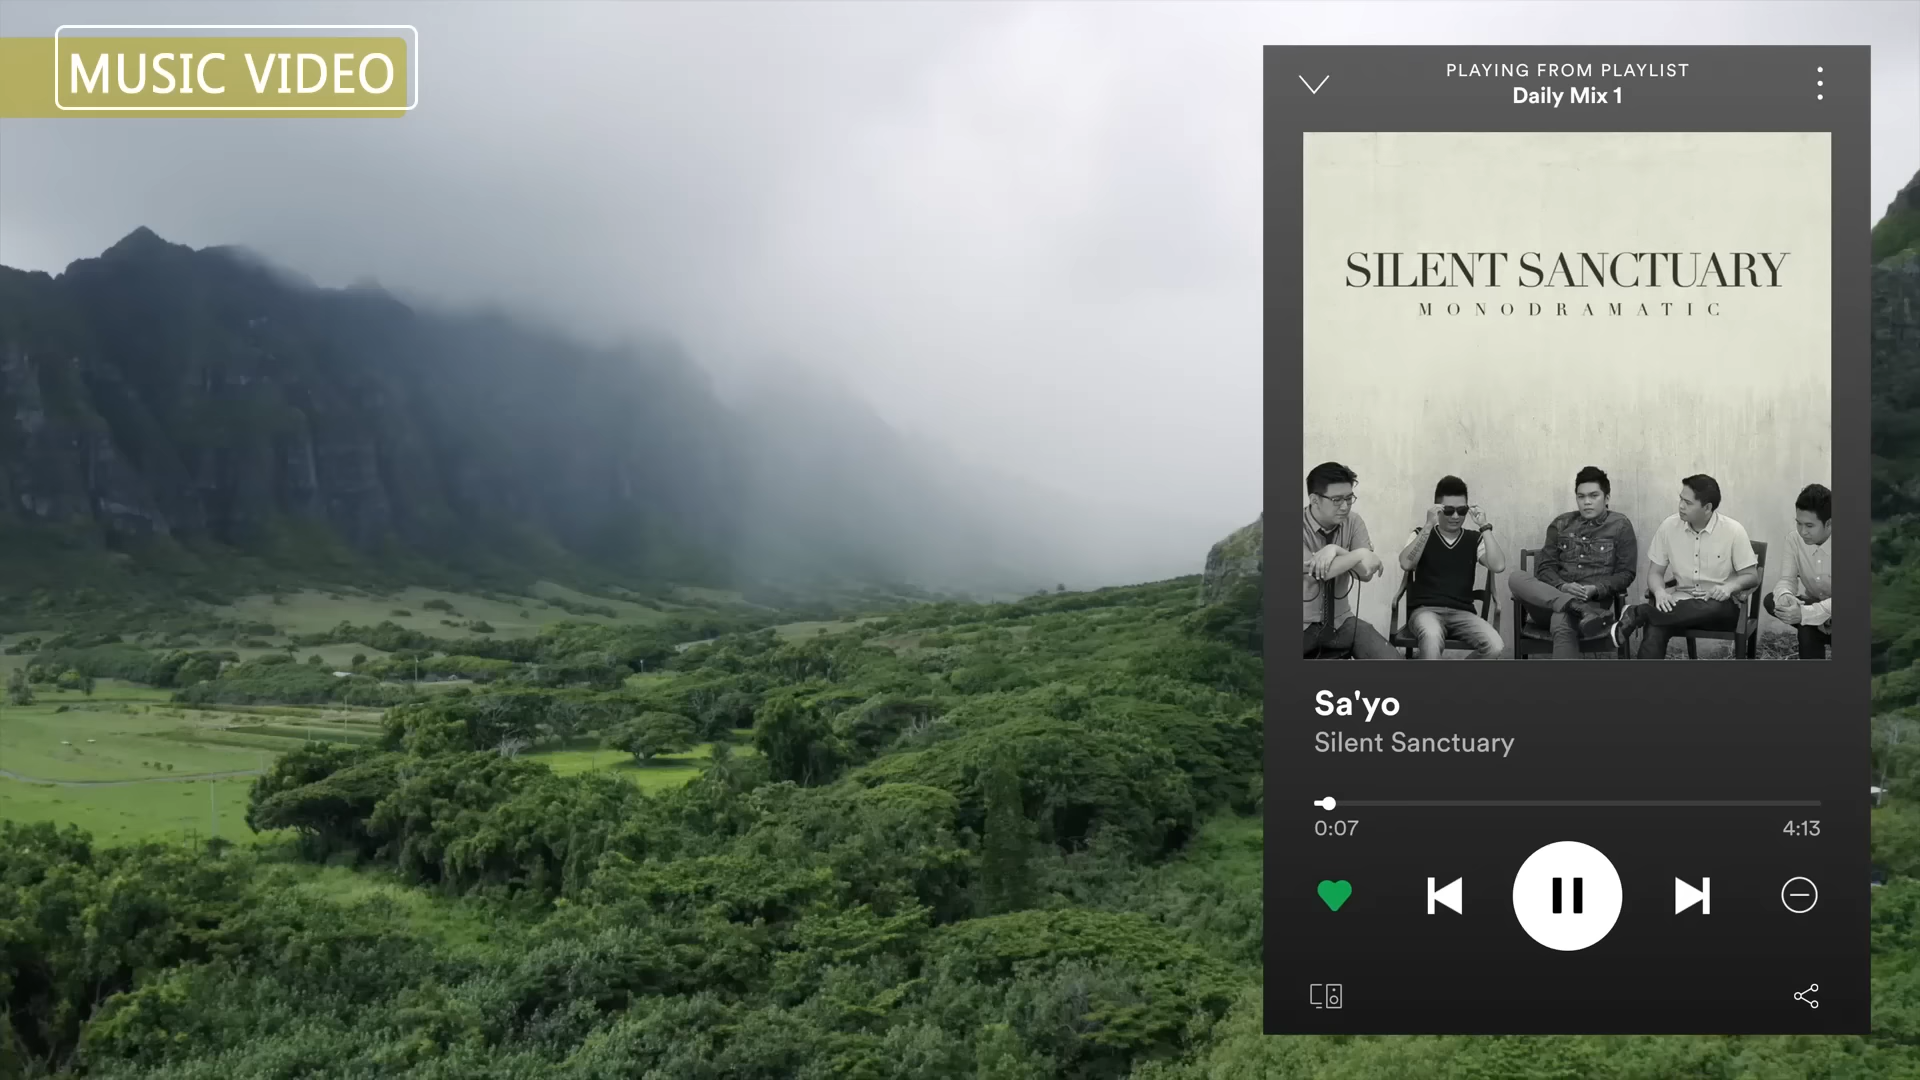 MUSIC VIDEO
PLAYING FROM PLAYLIST
Daily Mix 1
SILENT SANCTUARY
MONODRAMATIC
Sa'yo
Silent Sanctuary
0:07
4:13